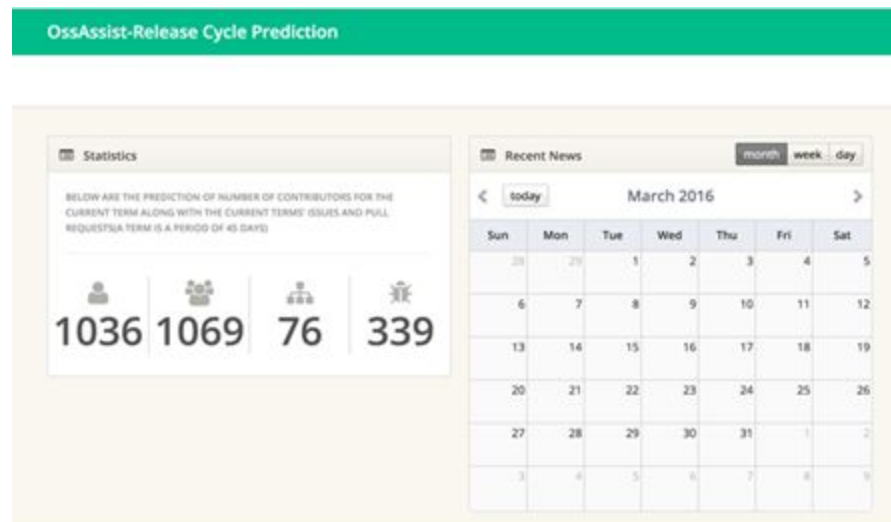 OssAssist-Release Cycle Prediction
Statistics
BELOW ARE THE PREDICTION OF NUMBER OF CONTRIBUTORS FOR THE
CURRENT TERM ALONG WITH THE CURRENT TERMS' ISSUES AND PULL
REQUESTS(A TERM IS A PERIOD OF 45 DAYS)
1036 1069 76 339
Recent News
month week day
today March 2016
Sun Mon Tue Wed Thu Fri Sat
28 29 1 2 3 4 5
6 7 8 9 10 11 12
13 14 15 16 17 18 19
20 21 22 23 24 25 26
27 28 29 30 31 1 2
3 4 5 6 7 8 9